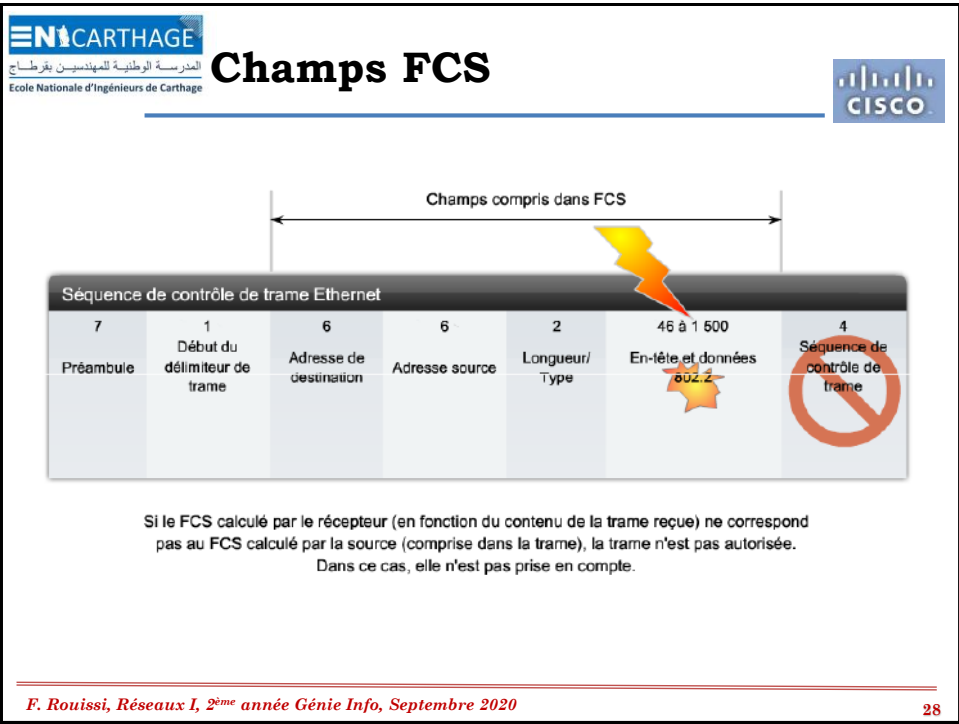 ENICARTHAGE
المدرســة الوطنيـة للمهندسيــن بقرطــاج
Ecole Nationale d'Ingénieurs de Carthage
Champs FCS
CISCO
Champs compris dans FCS
Séquence de contrôle de trame Ethernet
7
Préambule
1
Début du
délimiteur de
trame
6
Adresse de
destination
6
Adresse source
2
Longueur/
Type
46 à 1 500
En-tête et données
802.2
4
Séquence de
contrôle de
trame
Si le FCS calculé par le récepteur (en fonction du contenu de la trame reçue) ne correspond
pas au FCS calculé par la source (comprise dans la trame), la trame n'est pas autorisée.
Dans ce cas, elle n'est pas prise en compte.
F. Rouissi, Réseaux I, 2ème année Génie Info, Septembre 2020
28